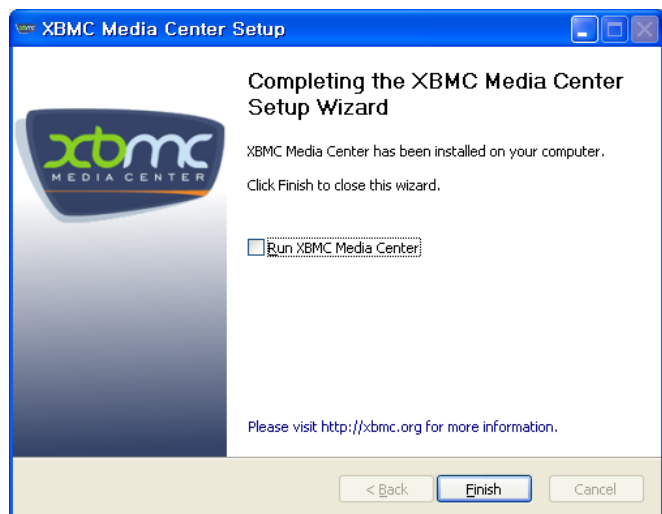 XBMC Media Center Setup
Completing the XBMC Media Center
Setup Wizard
xbmc
MEDIA CENTER
XBMC Media Center has been installed on your computer.
Click Finish to close this wizard.
Run XBMC Media Center
Please visit http://xbmc.org for more information.
< Back
Finish
Cancel